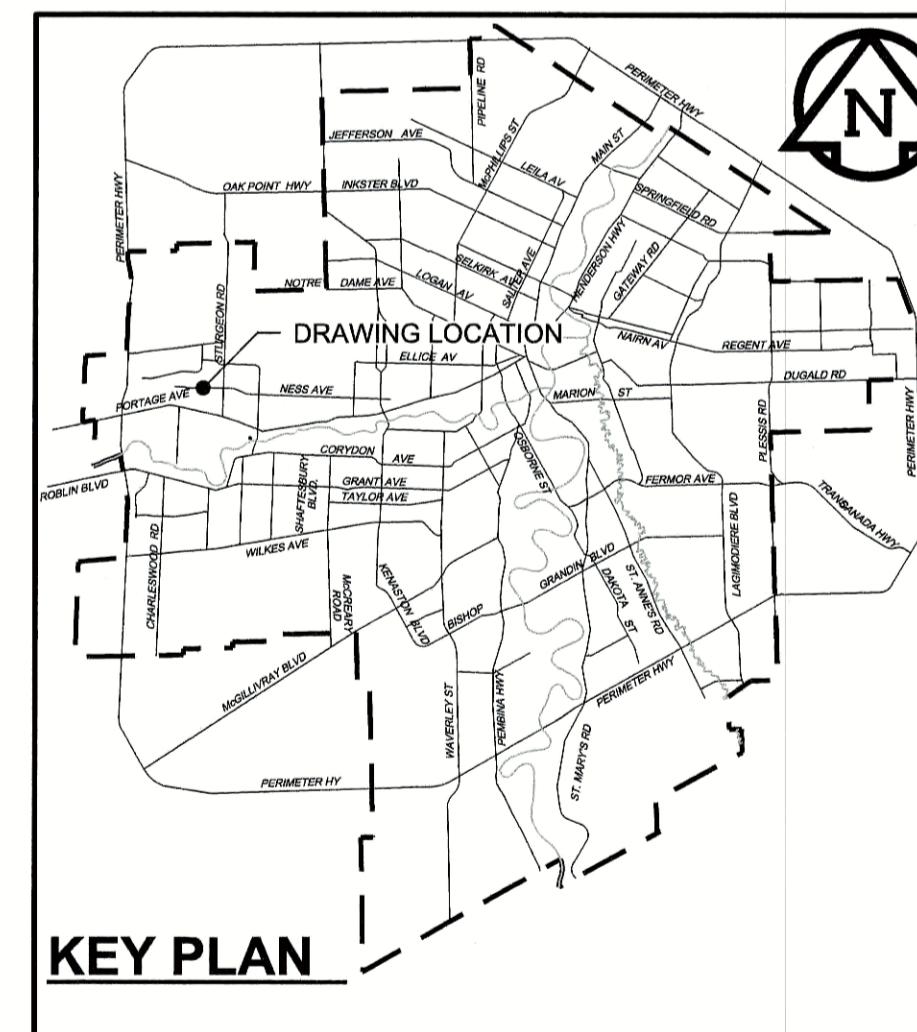 PERIMETER HWY
PIPELINE RD
N
JEFFERSON AVE
McPHILLIPS ST
MAIN ST
LEILA AV
PERIMETER HWY
OAK POINT HWY
INKSTER BLVD
SPRINGFIELD RD
HENDERSON HWY
GATEWAY RD
SELKIRK AV
SALTER AVE
NOTRE DAME AVE
LOGAN AV
STURGEON RD
DRAWING LOCATION
NAIRN AV
REGENT AVE
ELLICE AV
DUGALD RD
NESS AVE
MARION ST
PORTAGE AVE
PLESSIS RD
PERIMETER HWY
OSBORNE ST
CORYDON AVE
ROBLIN BLVD
SHAFTESBURY
BLVD.
GRANT AVE
TAYLOR AVE
FERMOR AVE
TRANSCANADA HWY
LAGIMODIERE BLVD
CHARLESWOOD RD
WILKES AVE
GRANDIN BLVD
McCREARY
ROAD
KENASTON BLVD
BISHOP
DAKOTA ST
ST. ANNE'S RD
McGILLIVRAY BLVD
WAVERLEY ST
PEMBINA HWY
PERIMETER HWY
ST. MARY'S RD
PERIMETER HY
KEY PLAN